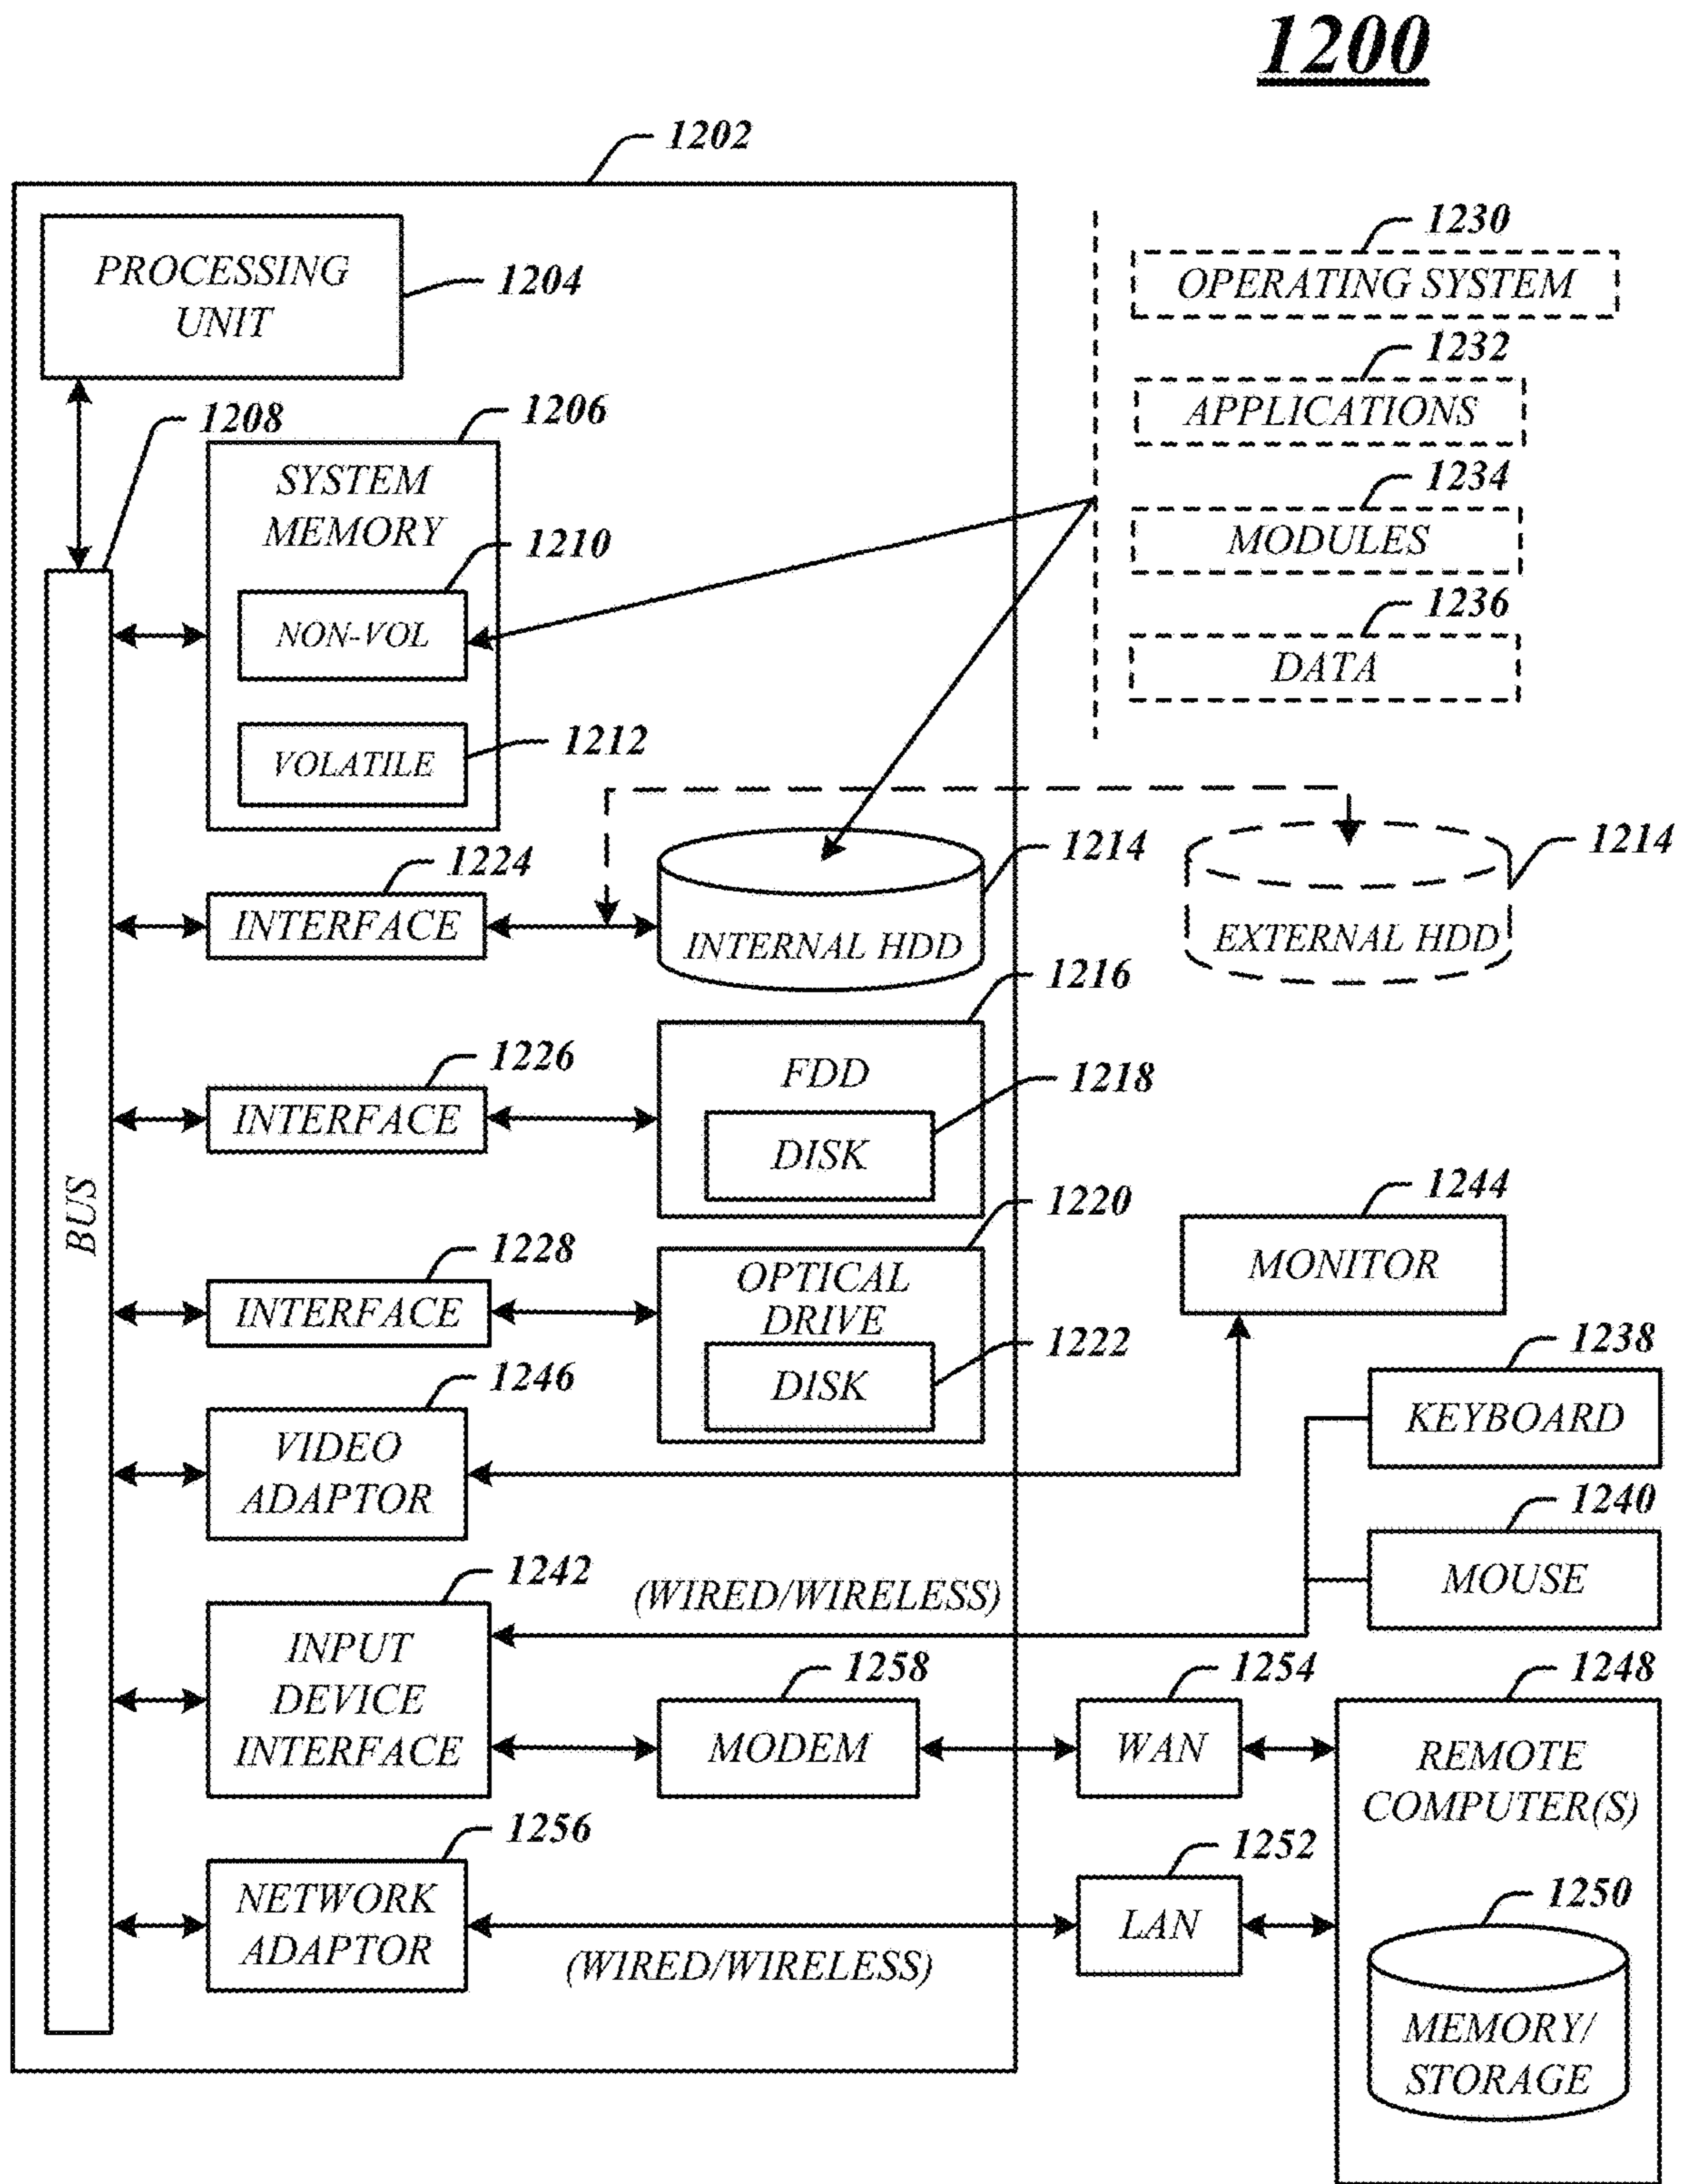 1200
1202
PROCESSING
UNIT
1204
1208
1206
SYSTEM
MEMORY
1210
NON-VOL
1212
VOLATILE
1230
OPERATING SYSTEM
1232
APPLICATIONS
1234
MODULES
1236
DATA
BUS
1224
INTERFACE
1214
INTERNAL HDD
1214
EXTERNAL HDD
1226
INTERFACE
1216
FDD
1218
DISK
1228
INTERFACE
1220
OPTICAL
DRIVE
1222
DISK
1244
MONITOR
1246
VIDEO
ADAPTOR
1238
KEYBOARD
1240
MOUSE
1242
INPUT
DEVICE
INTERFACE
(WIRED/WIRELESS)
1258
MODEM
1254
WAN
1248
REMOTE
COMPUTER(S)
1256
NETWORK
ADAPTOR
(WIRED/WIRELESS)
1252
LAN
1250
MEMORY/
STORAGE